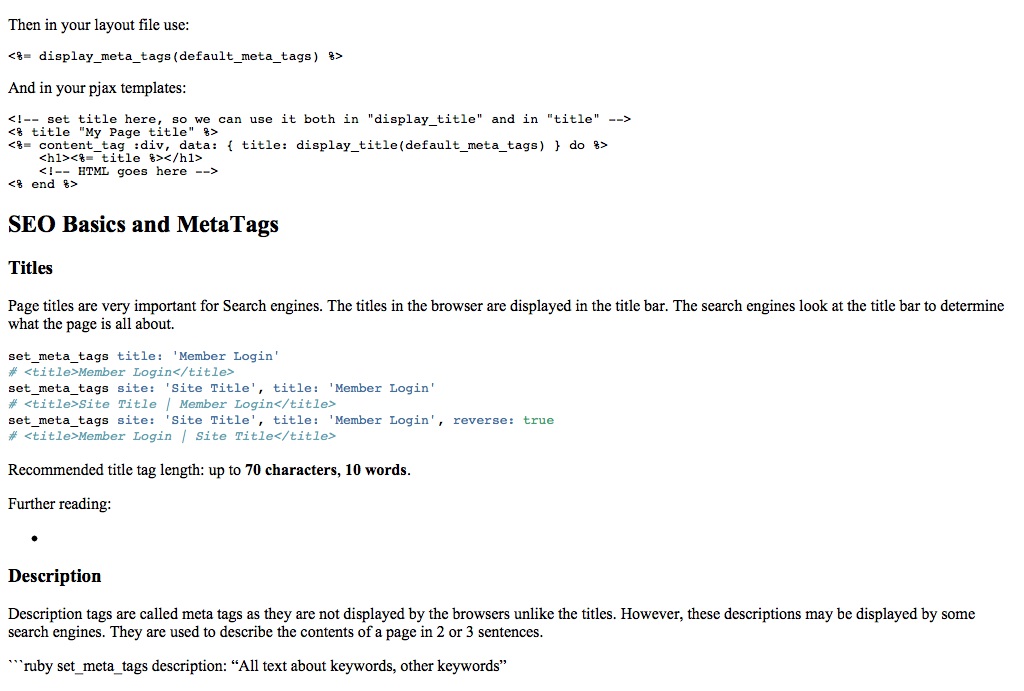 Then in your layout file use:
<%= display_meta_tags(default_meta_tags) %>
And in your pjax templates:
<!-- set title here, so we can use it both in "display_title" and in "title" -->
<% title "My Page title" %>
<%= content_tag :div, data: { title: display_title(default_meta_tags) } do %>
    <h1><%= title %></h1>
    <!-- HTML goes here -->
<% end %>
SEO Basics and MetaTags
Titles
Page titles are very important for Search engines. The titles in the browser are displayed in the title bar. The search engines look at the title bar to determine
what the page is all about.
set_meta_tags title: 'Member Login'
# <title>Member Login</title>
set_meta_tags site: 'Site Title', title: 'Member Login'
# <title>Site Title | Member Login</title>
set_meta_tags site: 'Site Title', title: 'Member Login', reverse: true
# <title>Member Login | Site Title</title>
Recommended title tag length: up to 70 characters, 10 words.
Further reading:
•
Description
Description tags are called meta tags as they are not displayed by the browsers unlike the titles. However, these descriptions may be displayed by some
search engines. They are used to describe the contents of a page in 2 or 3 sentences.
```ruby set_meta_tags description: “All text about keywords, other keywords”